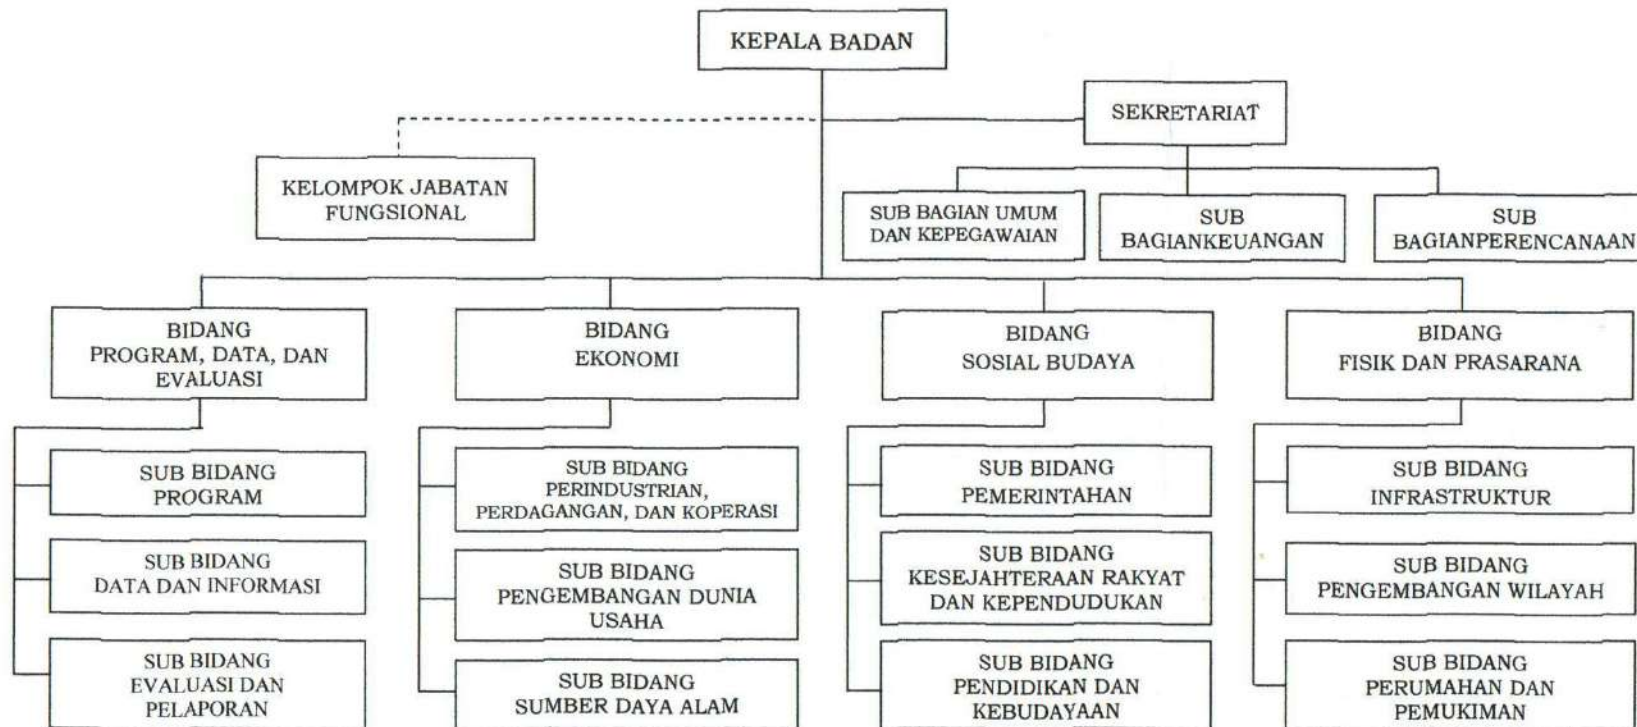 KEPALA BADAN
SEKRETARIAT
KELOMPOK JABATAN
FUNGSIONAL
SUB BAGIAN UMUM
DAN KEPEGAWAIAN
SUB
BAGIANKEUANGAN
SUB
BAGIANPERENCANAAN
BIDANG
PROGRAM, DATA, DAN
EVALUASI
BIDANG
EKONOMI
BIDANG
SOSIAL BUDAYA
BIDANG
FISIK DAN PRASARANA
SUB BIDANG
PROGRAM
SUB BIDANG
DATA DAN INFORMASI
SUB BIDANG
EVALUASI DAN
PELAPORAN
SUB BIDANG
PERINDUSTRIAN,
PERDAGANGAN, DAN KOPERASI
SUB BIDANG
PENGEMBANGAN DUNIA
USAHA
SUB BIDANG
SUMBER DAYA ALAM
SUB BIDANG
PEMERINTAHAN
SUB BIDANG
KESEJAHTERAAN RAKYAT
DAN KEPENDUDUKAN
SUB BIDANG
PENDIDIKAN DAN
KEBUDAYAAN
SUB BIDANG
INFRASTRUKTUR
SUB BIDANG
PENGEMBANGAN WILAYAH
SUB BIDANG
PERUMAHAN DAN
PEMUKIMAN